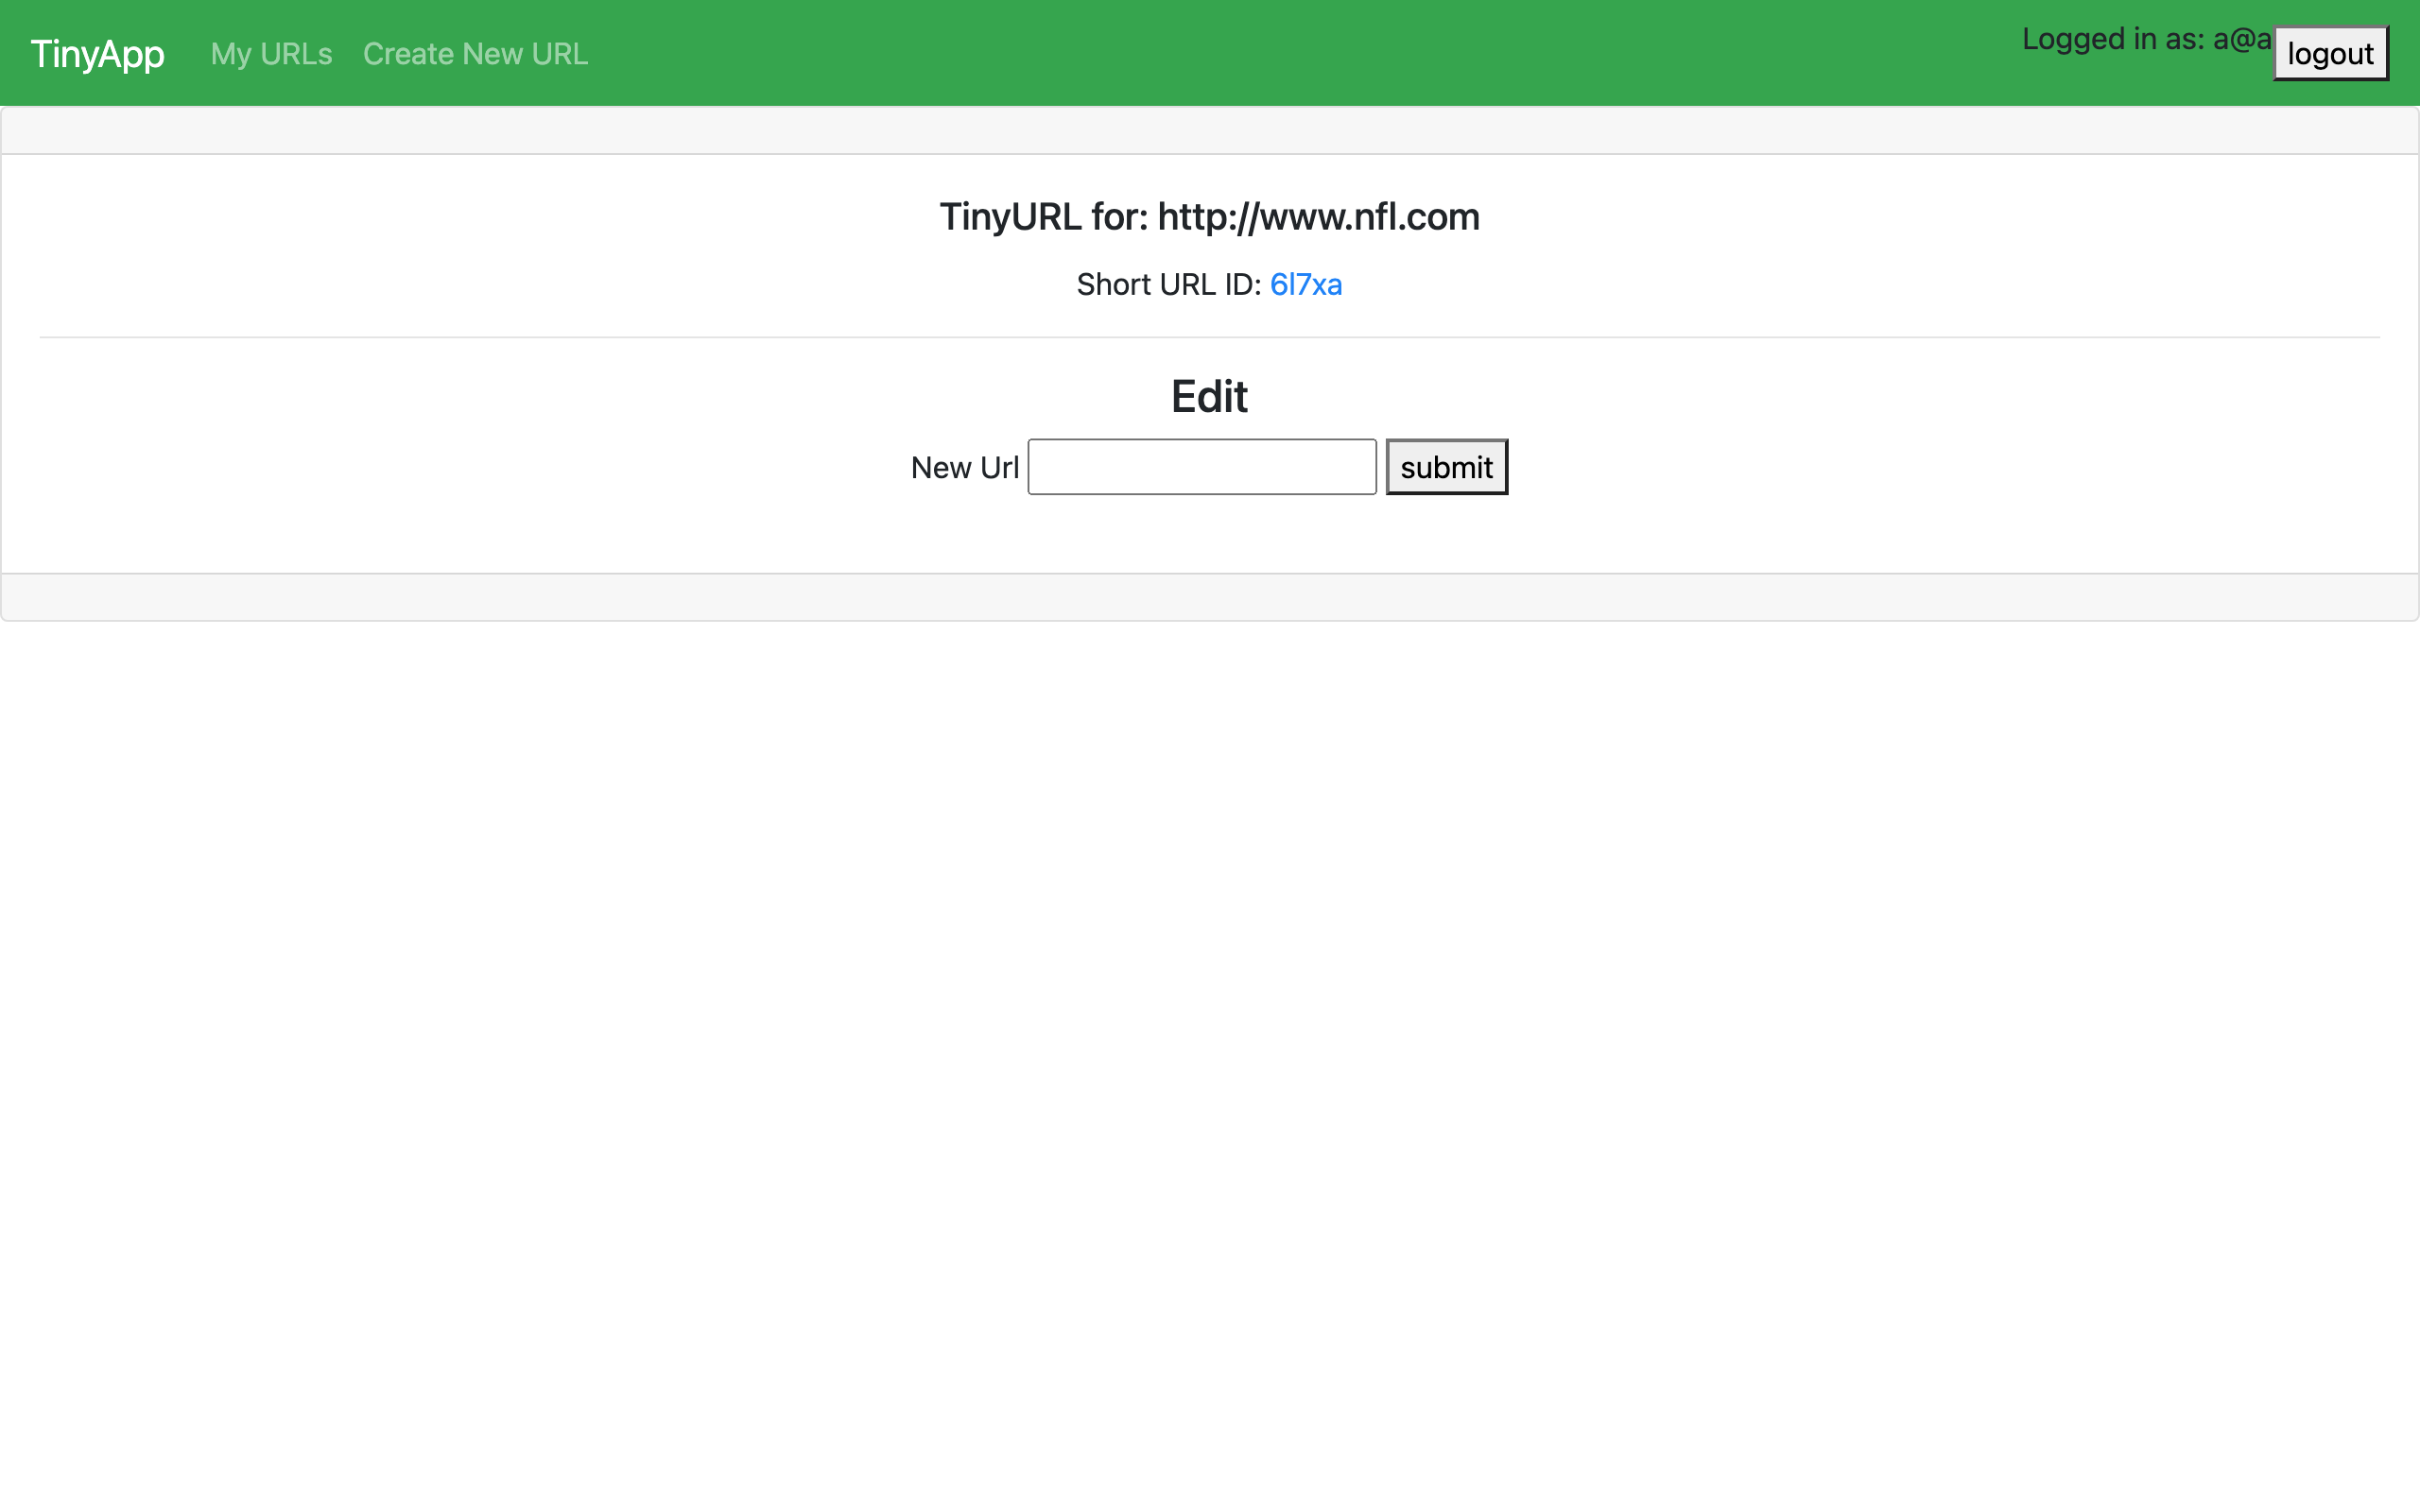 TinyApp My URLs Create New URL Logged in as: a@a logout
TinyURL for: http://www.nfl.com
Short URL ID: 6l7xa
Edit
New Url submit